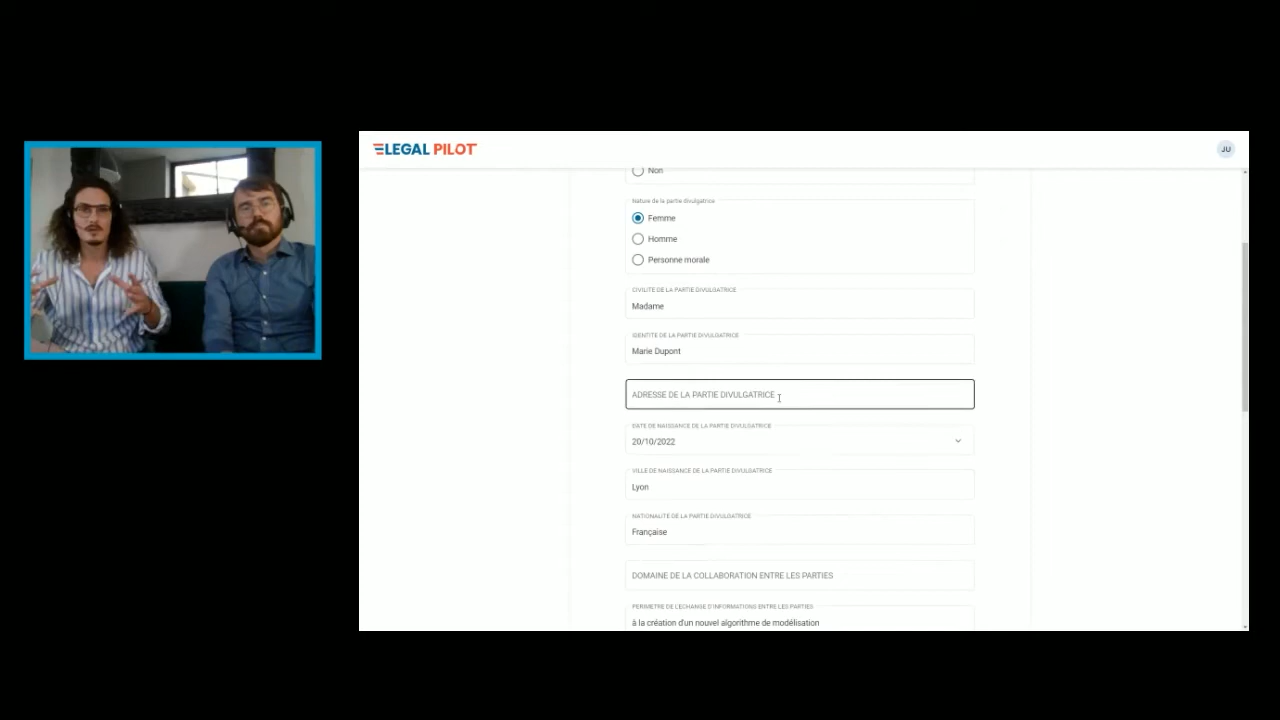 LEGAL PILOT
JU
Non
Nature de la partie divulgatrice
Femme
Homme
Personne morale
CIVILITE DE LA PARTIE DIVULGATRICE
Madame
IDENTITE DE LA PARTIE DIVULGATRICE
Marie Dupont
ADRESSE DE LA PARTIE DIVULGATRICE
DATE DE NAISSANCE DE LA PARTIE DIVULGATRICE
20/10/2022
VILLE DE NAISSANCE DE LA PARTIE DIVULGATRICE
Lyon
NATIONALITE DE LA PARTIE DIVULGATRICE
Française
DOMAINE DE LA COLLABORATION ENTRE LES PARTIES
PERIMETRE DE L'ECHANGE D'INFORMATIONS ENTRE LES PARTIES
à la création d'un nouvel algorithme de modélisation